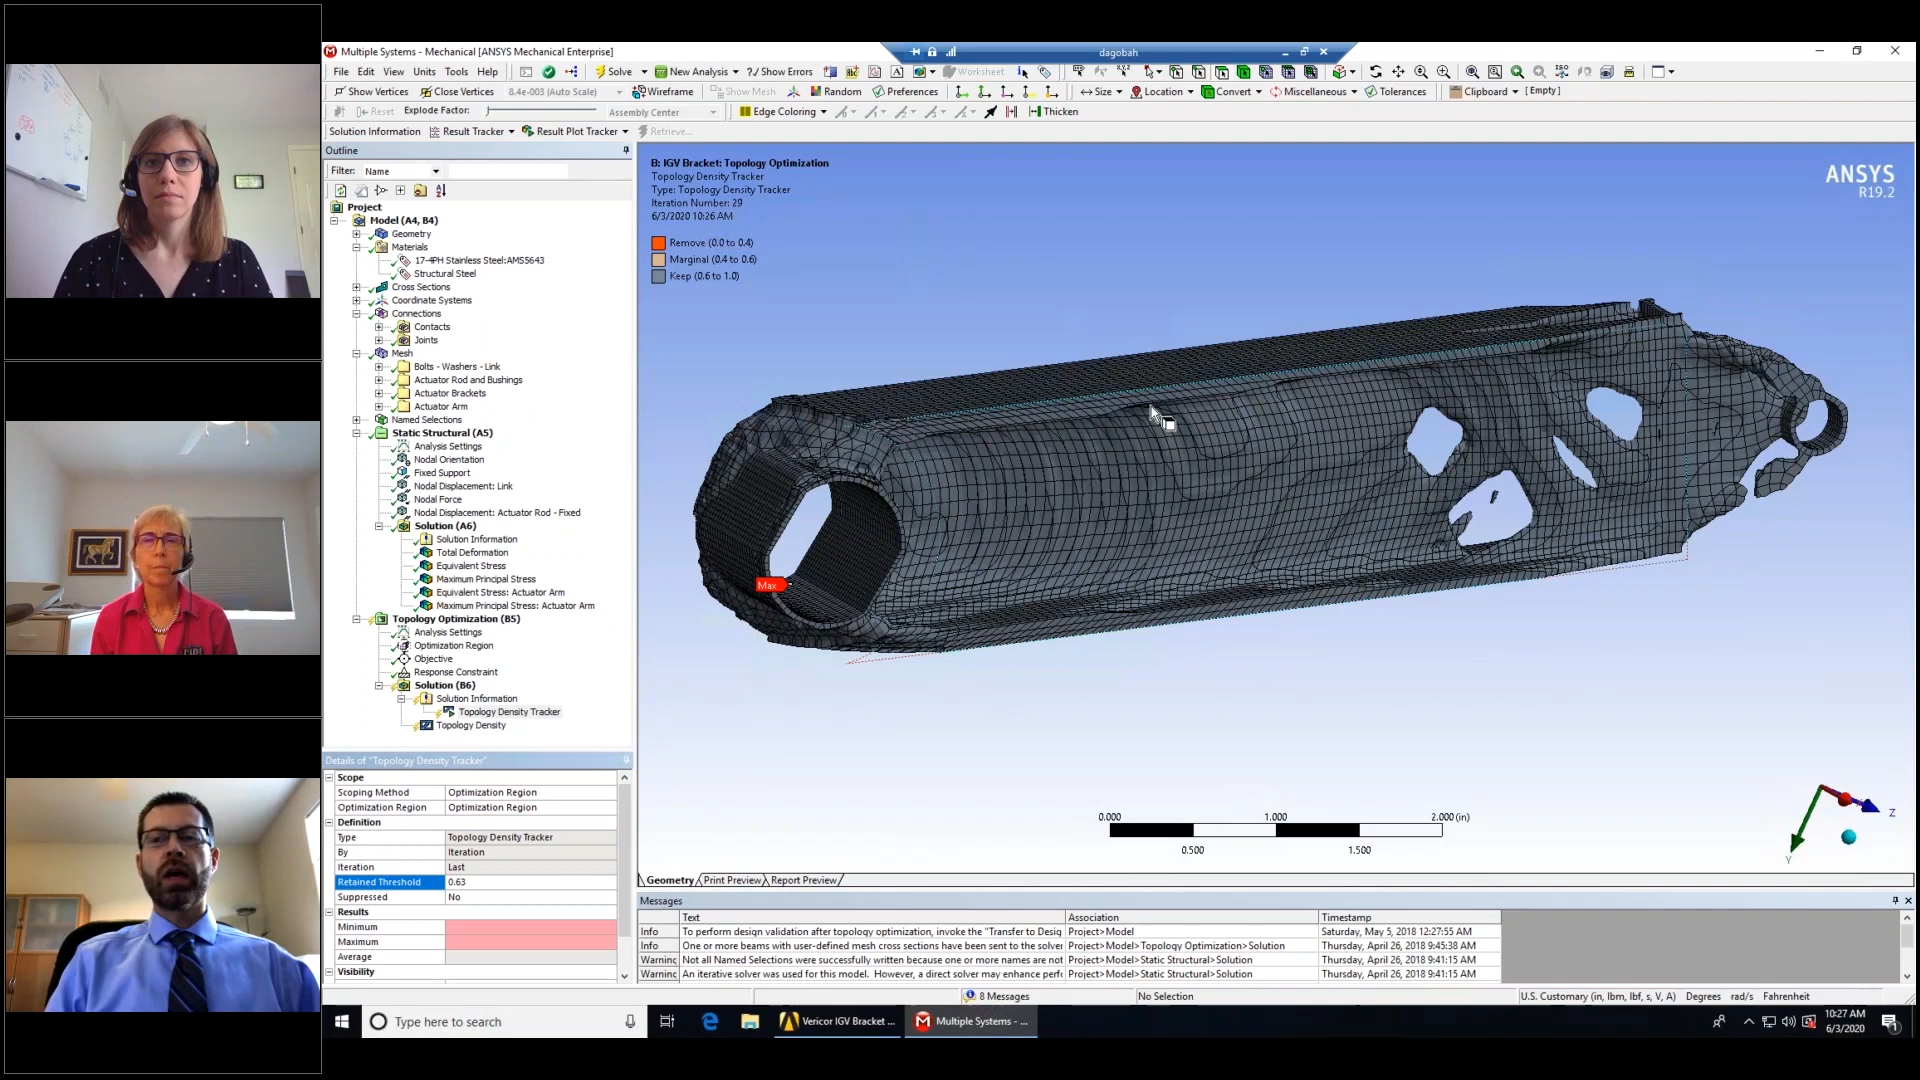 Multiple Systems - Mechanical [ANSYS Mechanical Enterprise]
dagobah
File Edit View Units Tools Help
Solve New Analysis ?/ Show Errors Worksheet
Show Vertices Close Vertices 8.4e-003 (Auto Scale) Wireframe Show Mesh Random Preferences Size Location Convert Miscellaneous Tolerances Clipboard [ Empty ]
Reset Explode Factor: Assembly Center Edge Coloring Thicken
Solution Information Result Tracker Result Plot Tracker Retrieve...
Outline
Filter: Name
Project
Model (A4, B4)
Geometry
Materials
17-4PH Stainless Steel:AMS5643
Structural Steel
Cross Sections
Coordinate Systems
Connections
Contacts
Joints
Mesh
Bolts - Washers - Link
Actuator Rod and Bushings
Actuator Brackets
Actuator Arm
Named Selections
Static Structural (A5)
Analysis Settings
Nodal Orientation
Fixed Support
Nodal Displacement: Link
Nodal Force
Nodal Displacement: Actuator Rod - Fixed
Solution (A6)
Solution Information
Total Deformation
Equivalent Stress
Maximum Principal Stress
Equivalent Stress: Actuator Arm
Maximum Principal Stress: Actuator Arm
Topology Optimization (B5)
Analysis Settings
Optimization Region
Objective
Response Constraint
Solution (B6)
Solution Information
Topology Density Tracker
Topology Density
Details of "Topology Density Tracker"
Scope
Scoping Method Optimization Region
Optimization Region Optimization Region
Definition
Type Topology Density Tracker
By Iteration
Iteration Last
Retained Threshold 0.63
Suppressed No
Results
Minimum
Maximum
Average
Visibility
B: IGV Bracket: Topology Optimization
Topology Density Tracker
Type: Topology Density Tracker
Iteration Number: 29
6/3/2020 10:26 AM
Remove (0.0 to 0.4)
Marginal (0.4 to 0.6)
Keep (0.6 to 1.0)
ANSYS
R19.2
Max
0.000 1.000 2.000 (in)
0.500 1.500
Z
Y
Geometry Print Preview Report Preview
Messages
Text Association Timestamp
Info To perform design validation after topology optimization, invoke the "Transfer to Desig Project>Model Saturday, May 5, 2018 12:27:55 AM
Info One or more beams with user-defined mesh cross sections have been sent to the solver Project>Model>Topology Optimization>Solution Thursday, April 26, 2018 9:45:38 AM
Warning Not all Named Selections were successfully written because one or more names are not Project>Model>Static Structural>Solution Thursday, April 26, 2018 9:41:15 AM
Warning An iterative solver was used for this model. However, a direct solver may enhance perf Project>Model>Static Structural>Solution Thursday, April 26, 2018 9:41:15 AM
8 Messages No Selection U.S. Customary (in, lbm, lbf, s, V, A) Degrees rad/s Fahrenheit
Type here to search Vericor IGV Bracket ... Multiple Systems - ...
10:27 AM
6/3/2020